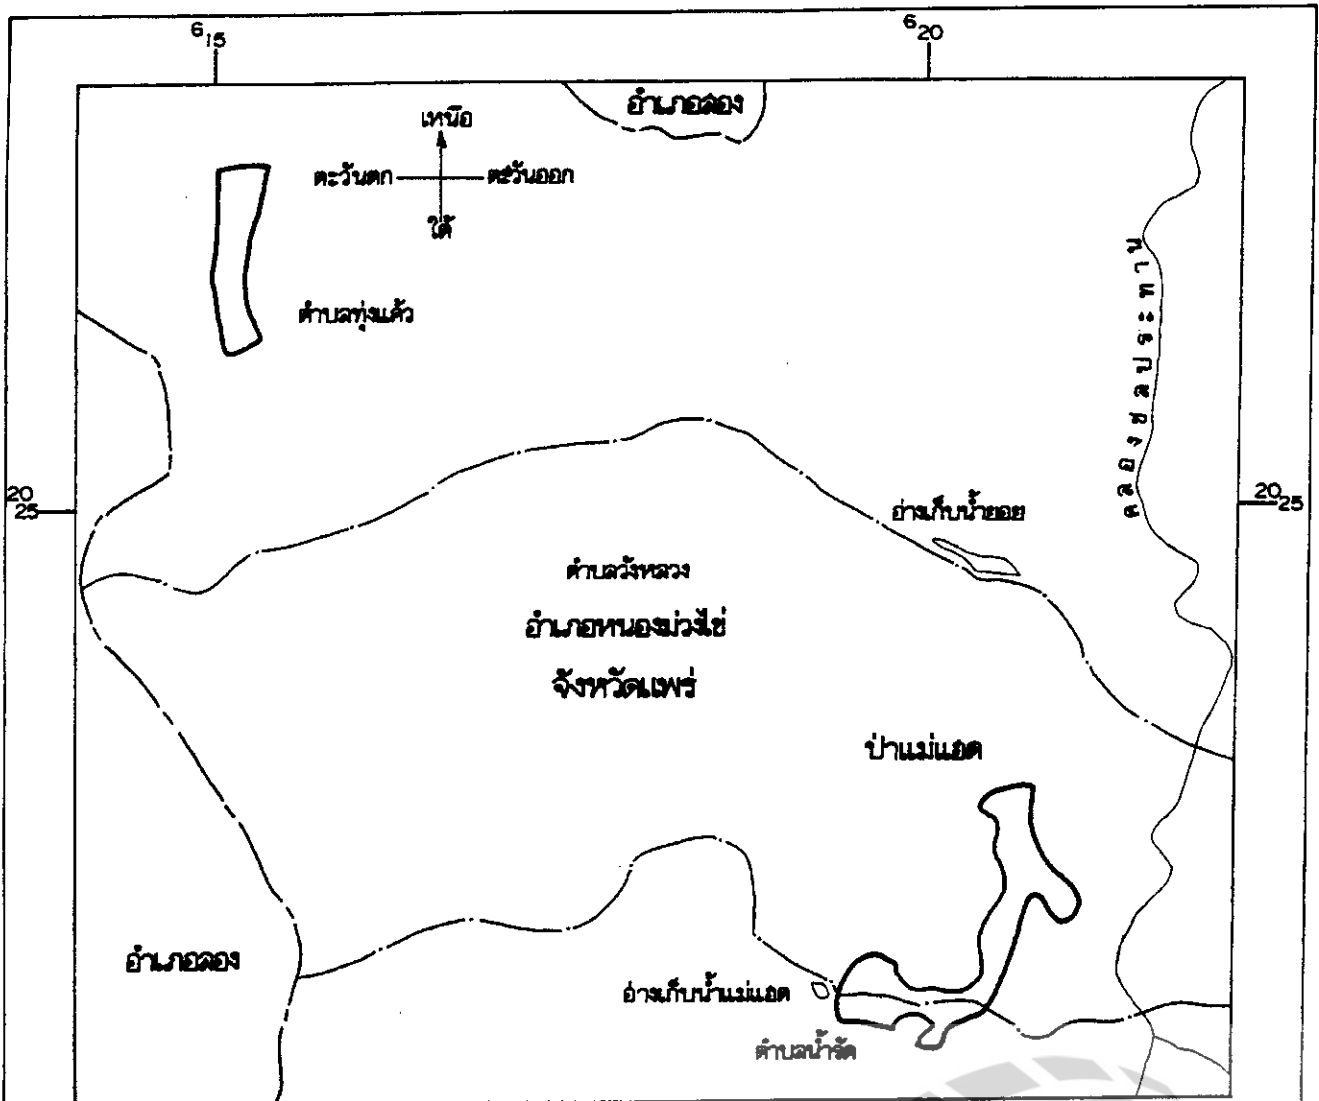 6 15
6 20
อำเภอลอง
เหนือ
ตะวันตก
ตะวันออก
ใต้
ตำบลทุ่งแค้ว
คลองชลประทาน
20 25
20 25
อ่างเก็บน้ำยอย
ตำบลวังหลวง
อำเภอหนองม่วงไข่
จังหวัดแพร่
ป่าแม่แฮด
อำเภอลอง
อ่างเก็บน้ำแม่แฮด
ตำบลน้ำรัด